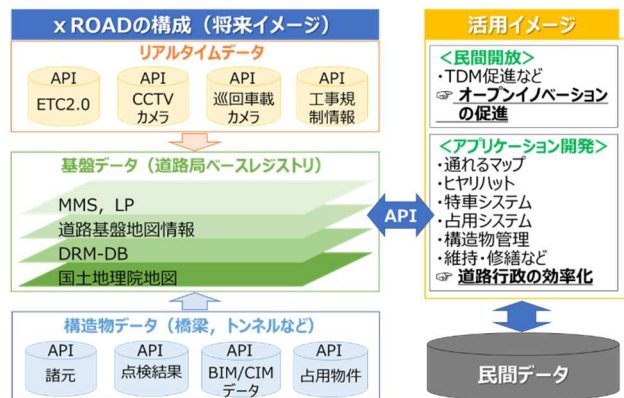 xROADの構成（将来イメージ）
リアルタイムデータ
API
ETC2.0
API
CCTV
カメラ
API
巡回車載
カメラ
API
工事規
制情報
基盤データ（道路局ベースレジストリ）
MMS，LP
道路基盤地図情報
DRM-DB
国土地理院地図
構造物データ（橋梁，トンネルなど）
API
諸元
API
点検結果
API
BIM/CIM
データ
API
占用物件
API
活用イメージ
＜民間開放＞
・TDM促進など
☞ オープンイノベーション
の促進
＜アプリケーション開発＞
・通れるマップ
・ヒヤリハット
・特車システム
・占用システム
・構造物管理
・維持・修繕など
☞ 道路行政の効率化
民間データ